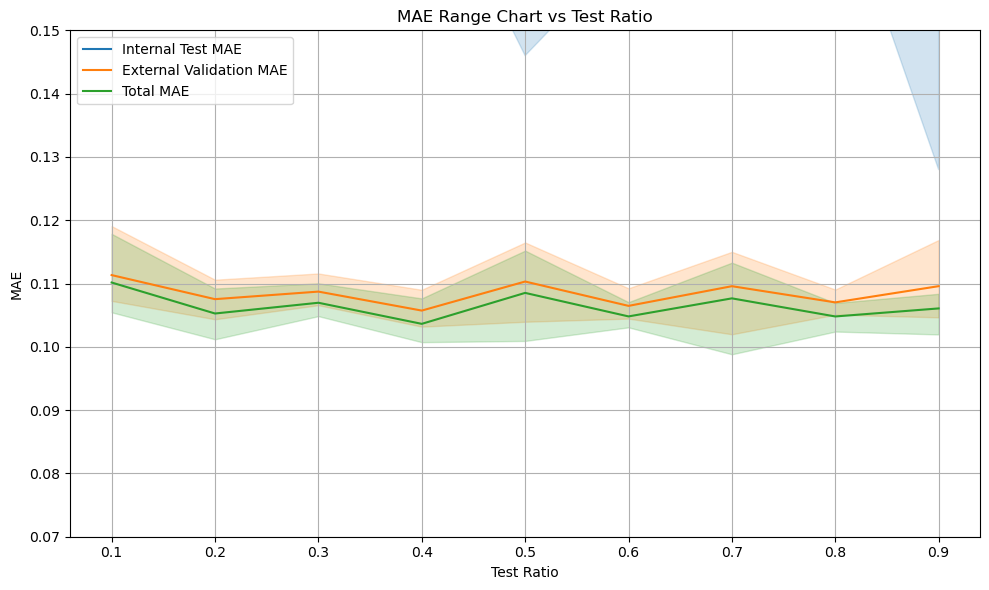 MAE Range Chart vs Test Ratio
Internal Test MAE
External Validation MAE
Total MAE
0.15
0.14
0.13
0.12
0.11
0.10
0.09
0.08
0.07
MAE
0.1 0.2 0.3 0.4 0.5 0.6 0.7 0.8 0.9
Test Ratio